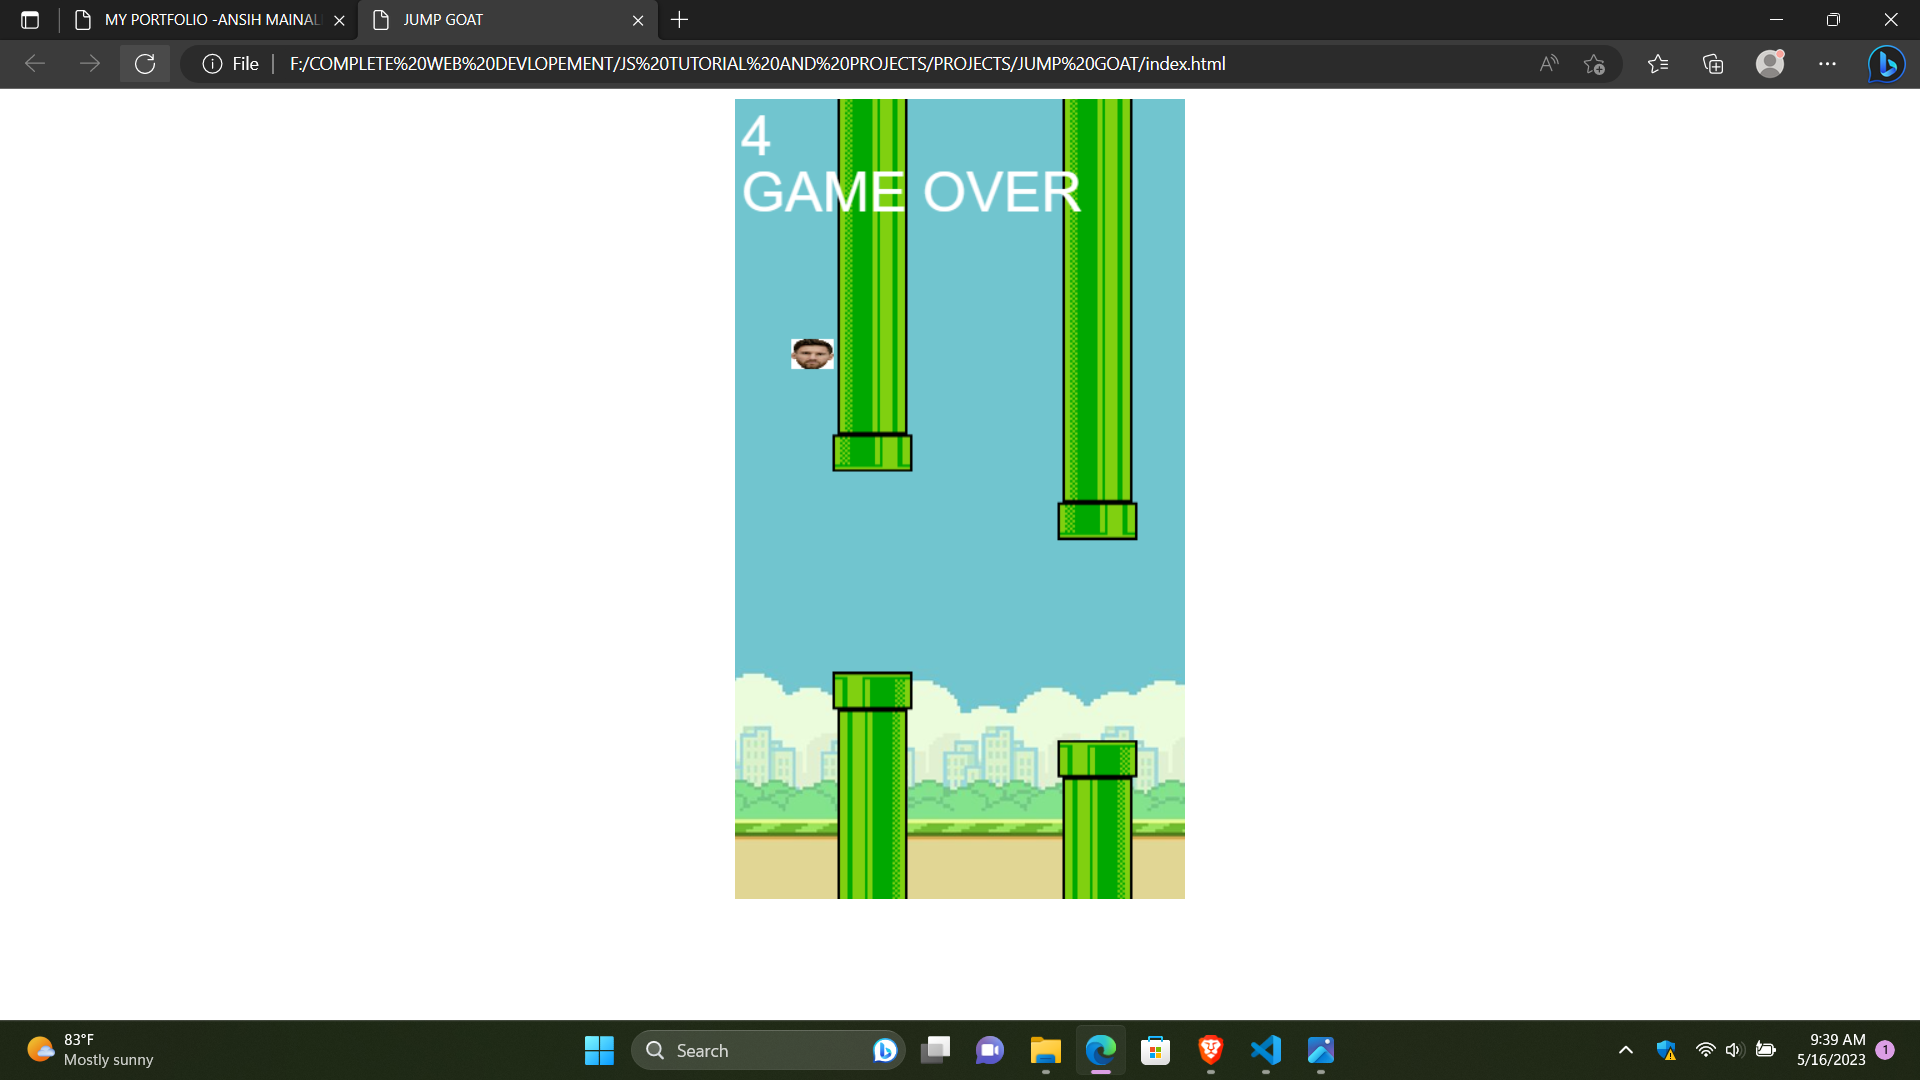 MY PORTFOLIO -ANSIH MAINAL
JUMP GOAT
File
F:/COMPLETE%20WEB%20DEVLOPEMENT/JS%20TUTORIAL%20AND%20PROJECTS/PROJECTS/JUMP%20GOAT/index.html
4
GAME OVER
83°F
Mostly sunny
Search
9:39 AM
5/16/2023
1